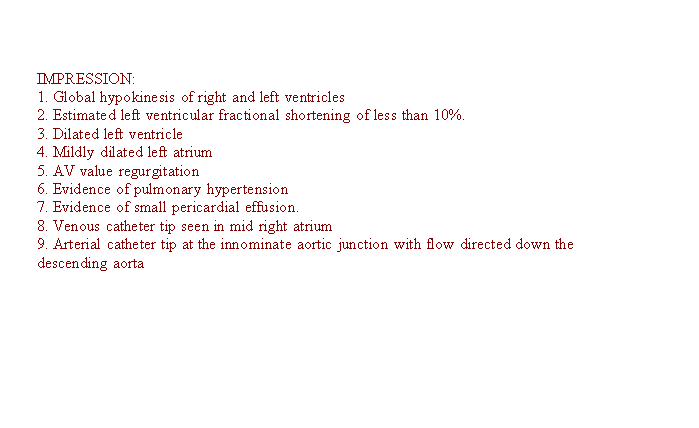 IMPRESSION:
1. Global hypokinesis of right and left ventricles
2. Estimated left ventricular fractional shortening of less than 10%.
3. Dilated left ventricle
4. Mildly dilated left atrium
5. AV value regurgitation
6. Evidence of pulmonary hypertension
7. Evidence of small pericardial effusion.
8. Venous catheter tip seen in mid right atrium
9. Arterial catheter tip at the innominate aortic junction with flow directed down the
descending aorta